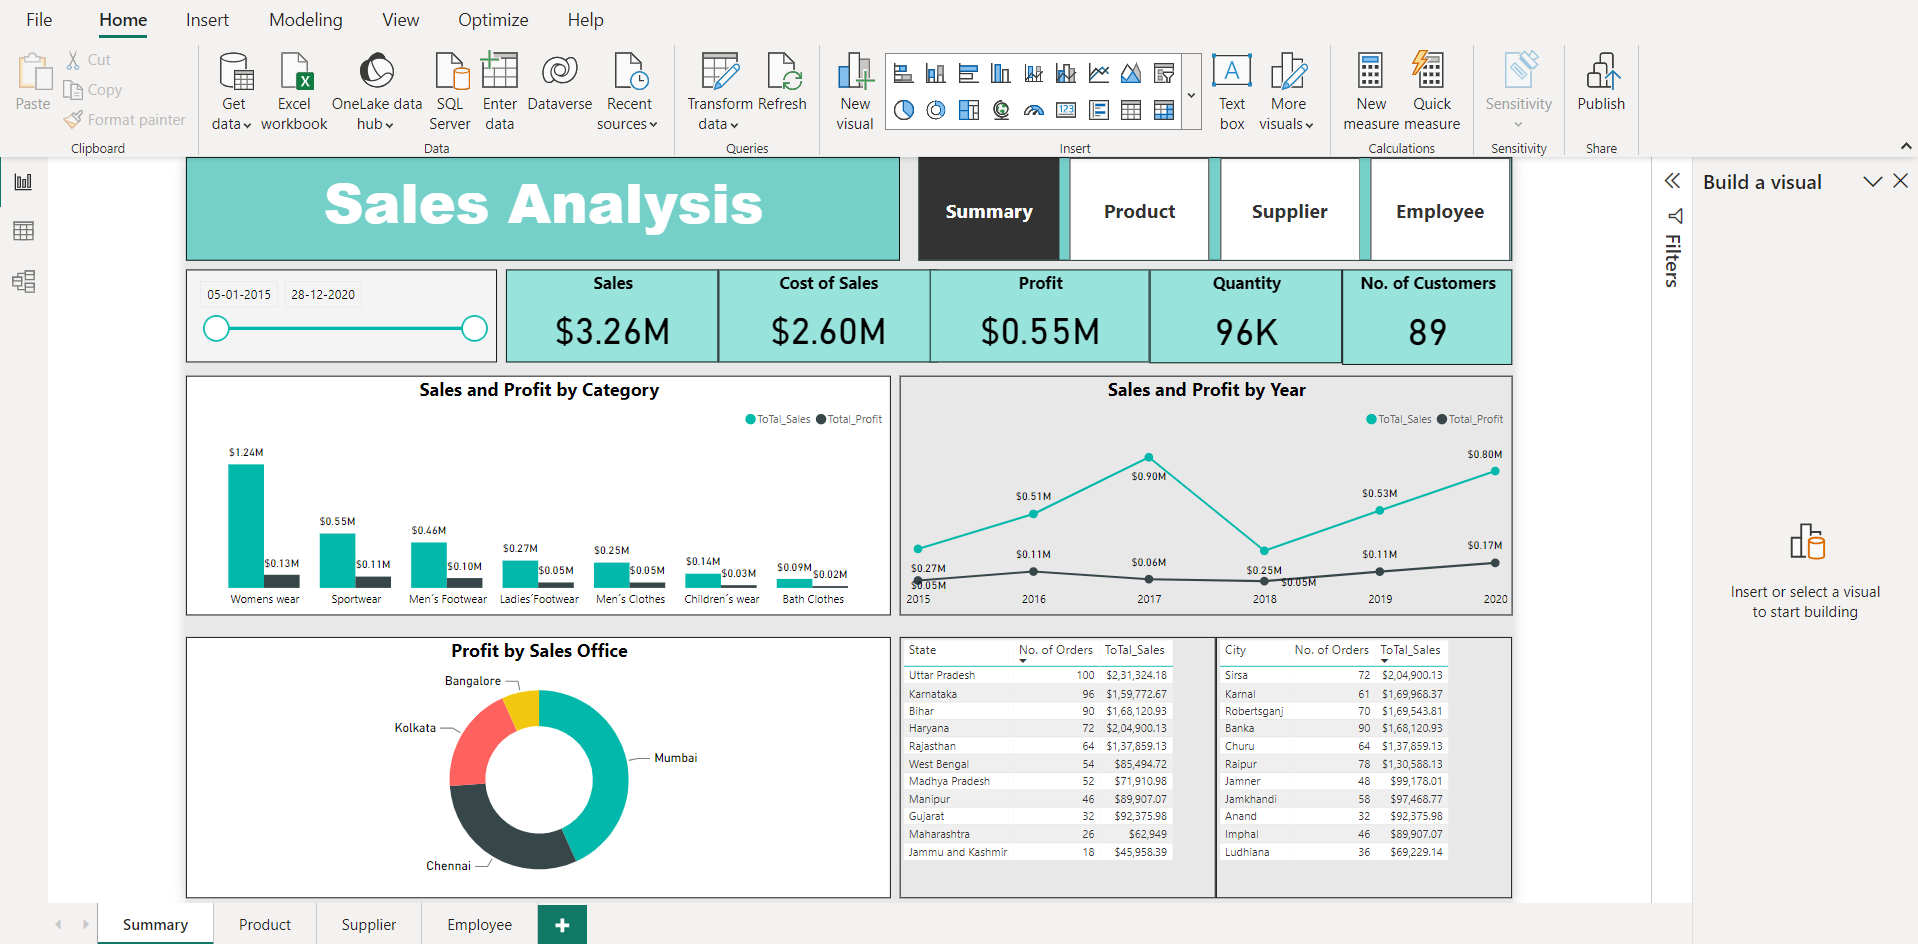 File Home Insert Modeling View Optimize Help
Paste
Cut
Copy
Format painter
Clipboard
Get data
Excel workbook
OneLake data hub
SQL Server
Enter data
Dataverse
Recent sources
Data
Transform data
Refresh
Queries
New visual
123
A
Text box
More visuals
Insert
New measure
Quick measure
Calculations
Sensitivity
Sensitivity
Publish
Share
Sales Analysis
Summary Product Supplier Employee
05-01-2015 28-12-2020
Sales
$3.26M
Cost of Sales
$2.60M
Profit
$0.55M
Quantity
96K
No. of Customers
89
Sales and Profit by Category
ToTal_Sales Total_Profit
$1.24M $0.13M
$0.55M $0.11M
$0.46M $0.10M
$0.27M $0.05M
$0.25M $0.05M
$0.14M $0.03M
$0.09M $0.02M
Womens wear Sportwear Men´s Footwear Ladies´Footwear Men´s Clothes Children´s wear Bath Clothes
Sales and Profit by Year
ToTal_Sales Total_Profit
$0.27M $0.51M $0.90M $0.25M $0.53M $0.80M
$0.05M $0.11M $0.06M $0.05M $0.11M $0.17M
2015 2016 2017 2018 2019 2020
Profit by Sales Office
Bangalore
Kolkata
Mumbai
Chennai
State No. of Orders ToTal_Sales
Uttar Pradesh 100 $2,31,324.18
Karnataka 96 $1,59,772.67
Bihar 90 $1,68,120.93
Haryana 72 $2,04,900.13
Rajasthan 64 $1,37,859.13
West Bengal 54 $85,494.72
Madhya Pradesh 52 $71,910.98
Manipur 46 $89,907.07
Gujarat 32 $92,375.98
Maharashtra 26 $62,949
Jammu and Kashmir 18 $45,958.39
City No. of Orders ToTal_Sales
Sirsa 72 $2,04,900.13
Karnal 61 $1,69,968.37
Robertsganj 70 $1,69,543.81
Banka 90 $1,68,120.93
Churu 64 $1,37,859.13
Raipur 78 $1,30,588.13
Jamner 48 $99,178.01
Jamkhandi 58 $97,468.77
Anand 32 $92,375.98
Imphal 46 $89,907.07
Ludhiana 36 $69,229.14
Filters
Build a visual
Insert or select a visual
to start building
Summary Product Supplier Employee